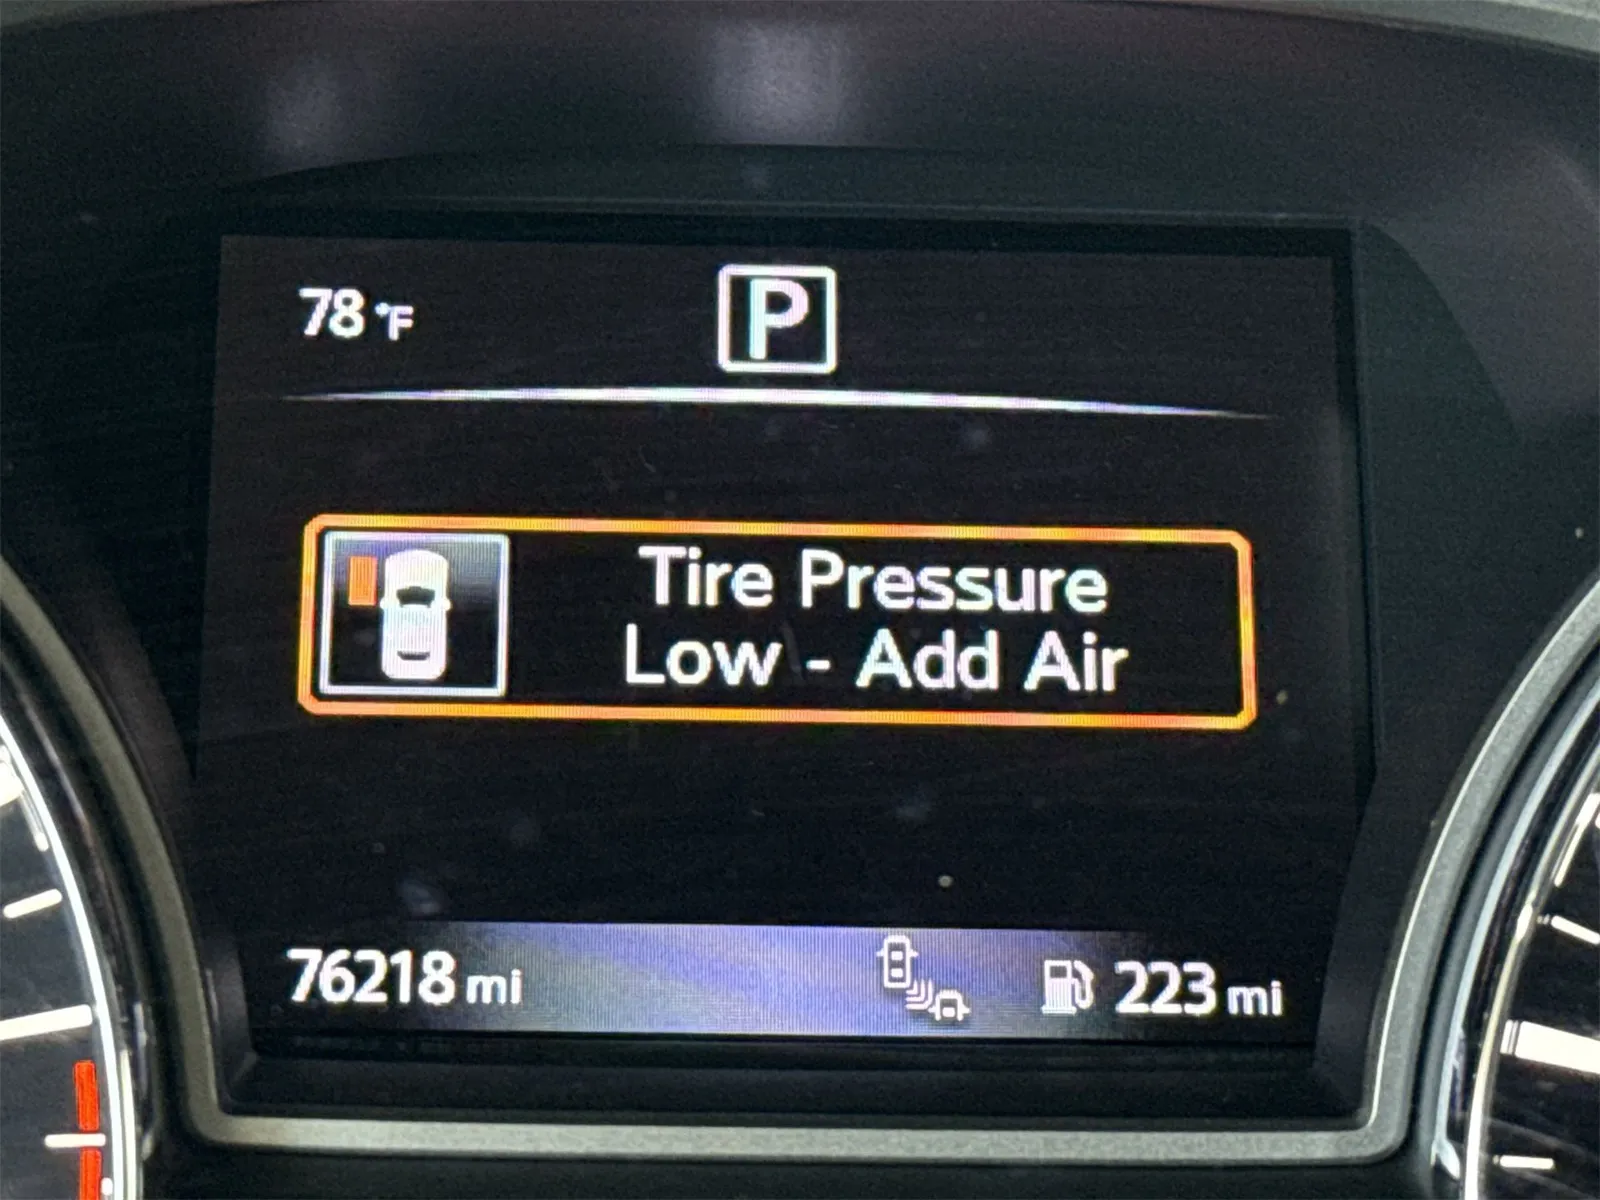 78 °F
P
Tire Pressure
Low - Add Air
76218 mi
223 mi